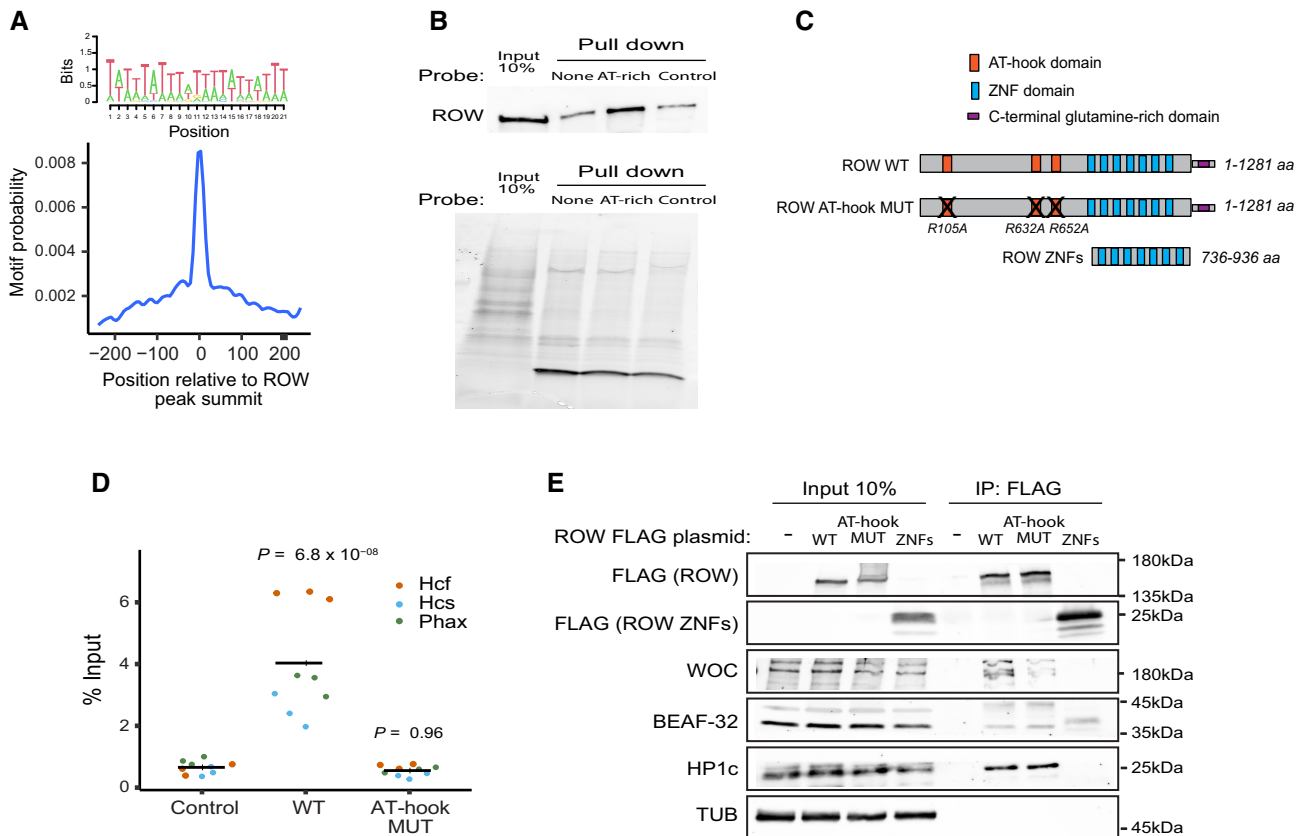 A
Bits
2
1.5
1
0.5
0
1 2 3 4 5 6 7 8 9 10 11 12 13 14 15 16 17 18 19 20 21
Position
Motif probability
0.008
0.006
0.004
0.002
−200 −100 0 100 200
Position relative to ROW
peak summit
B
Input
10%
Pull down
Probe: None AT-rich Control
ROW
Input
10%
Pull down
Probe: None AT-rich Control
C
AT-hook domain
ZNF domain
C-terminal glutamine-rich domain
ROW WT 1-1281 aa
ROW AT-hook MUT 1-1281 aa
R105A R632A R652A
ROW ZNFs 736-936 aa
D
P = 6.8 x 10⁻⁰⁸
Hcf
Hcs
Phax
P = 0.96
% Input
6
4
2
0
Control WT AT-hook
MUT
E
Input 10% IP: FLAG
ROW FLAG plasmid: - WT AT-hook MUT ZNFs - WT AT-hook MUT ZNFs
FLAG (ROW) 180kDa
135kDa
FLAG (ROW ZNFs) 25kDa
WOC 180kDa
BEAF-32 45kDa
35kDa
HP1c 25kDa
TUB 45kDa